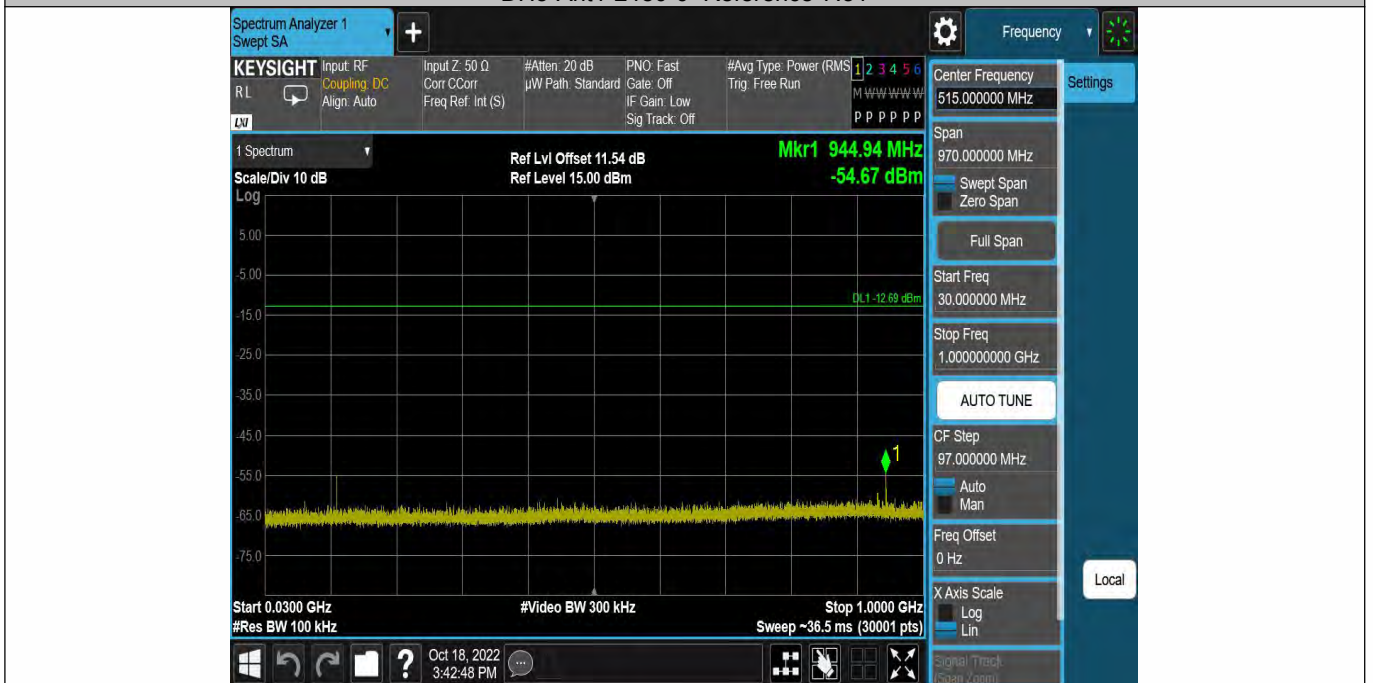 Spectrum Analyzer 1
Swept SA
+
Frequency
KEYSIGHT
RL
LXI
Input: RF
Coupling: DC
Align: Auto
Input Z: 50 Ω
Corr CCorr
Freq Ref: Int (S)
#Atten: 20 dB
µW Path: Standard
PNO: Fast
Gate: Off
IF Gain: Low
Sig Track: Off
#Avg Type: Power (RMS
Trig: Free Run
1 2 3 4 5 6
M W W W W W
P P P P P P
1 Spectrum
Scale/Div 10 dB
Log
Ref Lvl Offset 11.54 dB
Ref Level 15.00 dBm
Mkr1 944.94 MHz
-54.67 dBm
5.00
-5.00
DL1 -12.69 dBm
-15.0
-25.0
-35.0
-45.0
1
-55.0
-65.0
-75.0
Start 0.0300 GHz
#Video BW 300 kHz
Stop 1.0000 GHz
#Res BW 100 kHz
Sweep ~36.5 ms (30001 pts)
?
Oct 18, 2022
3:42:48 PM
Center Frequency
515.000000 MHz
Settings
Span
970.000000 MHz
Swept Span
Zero Span
Full Span
Start Freq
30.000000 MHz
Stop Freq
1.000000000 GHz
AUTO TUNE
CF Step
97.000000 MHz
Auto
Man
Freq Offset
0 Hz
Local
X Axis Scale
Log
Lin
Signal Track
(Span Zoom)